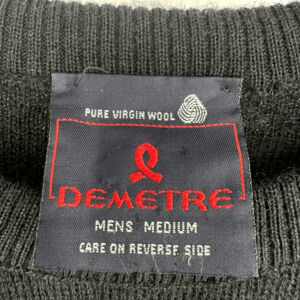 PURE VIRGIN WOOL
DEMETRE
MENS MEDIUM
CARE ON REVERSE SIDE